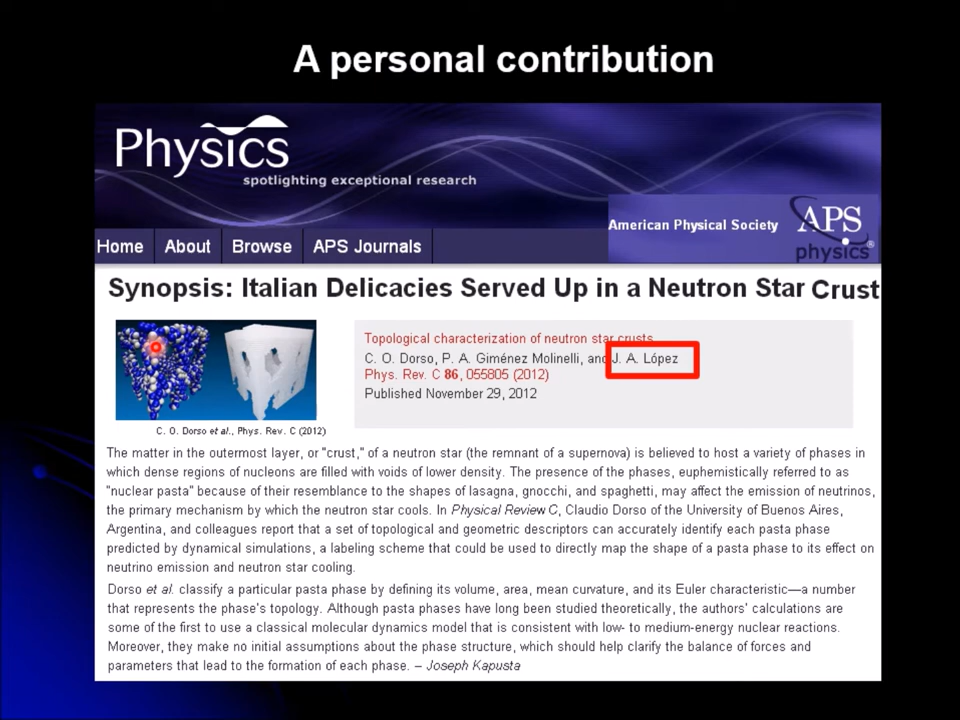 A personal contribution
Physics
spotlighting exceptional research
American Physical Society
APS
physics®
Home About Browse APS Journals
Synopsis: Italian Delicacies Served Up in a Neutron Star Crust
Topological characterization of neutron star crusts
C. O. Dorso, P. A. Giménez Molinelli, and J. A. López
Phys. Rev. C 86, 055805 (2012)
Published November 29, 2012
C. O. Dorso et al., Phys. Rev. C (2012)
The matter in the outermost layer, or "crust," of a neutron star (the remnant of a supernova) is believed to host a variety of phases in
which dense regions of nucleons are filled with voids of lower density. The presence of the phases, euphemistically referred to as
"nuclear pasta" because of their resemblance to the shapes of lasagna, gnocchi, and spaghetti, may affect the emission of neutrinos,
the primary mechanism by which the neutron star cools. In Physical Review C, Claudio Dorso of the University of Buenos Aires,
Argentina, and colleagues report that a set of topological and geometric descriptors can accurately identify each pasta phase
predicted by dynamical simulations, a labeling scheme that could be used to directly map the shape of a pasta phase to its effect on
neutrino emission and neutron star cooling.
Dorso et al. classify a particular pasta phase by defining its volume, area, mean curvature, and its Euler characteristic—a number
that represents the phase's topology. Although pasta phases have long been studied theoretically, the authors' calculations are
some of the first to use a classical molecular dynamics model that is consistent with low- to medium-energy nuclear reactions.
Moreover, they make no initial assumptions about the phase structure, which should help clarify the balance of forces and
parameters that lead to the formation of each phase. – Joseph Kapusta